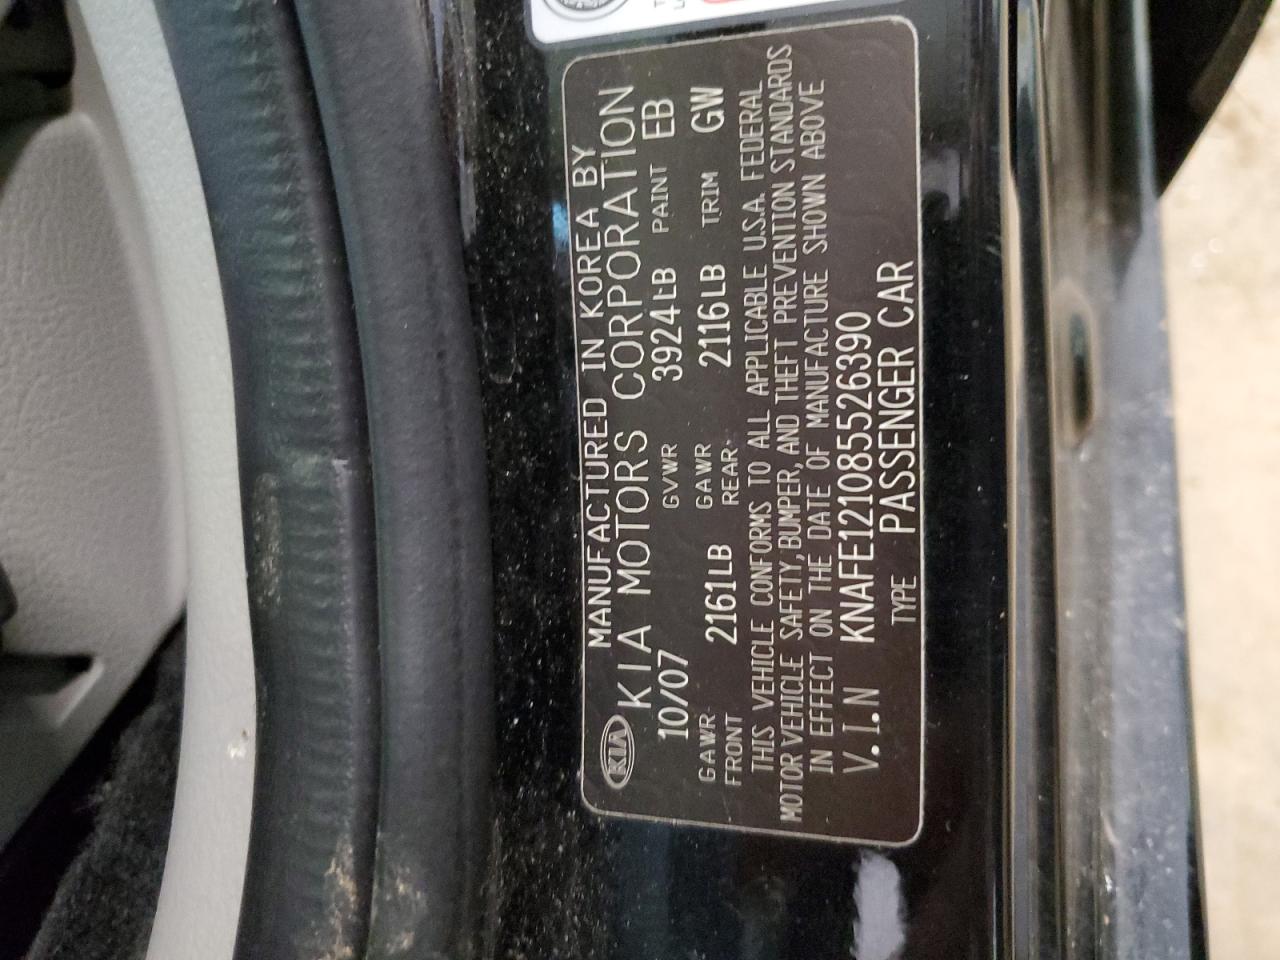 MANUFACTURED IN KOREA BY
KIA KIA MOTORS CORPORATION
10/07 GVWR 3924LB PAINT EB
GAWR FRONT 2161LB GAWR REAR 2116LB TRIM GW
THIS VEHICLE CONFORMS TO ALL APPLICABLE U.S.A. FEDERAL
MOTOR VEHICLE SAFETY, BUMPER, AND THEFT PREVENTION STANDARDS
IN EFFECT ON THE DATE OF MANUFACTURE SHOWN ABOVE
V.I.N KNAFE121085526390
TYPE PASSENGER CAR